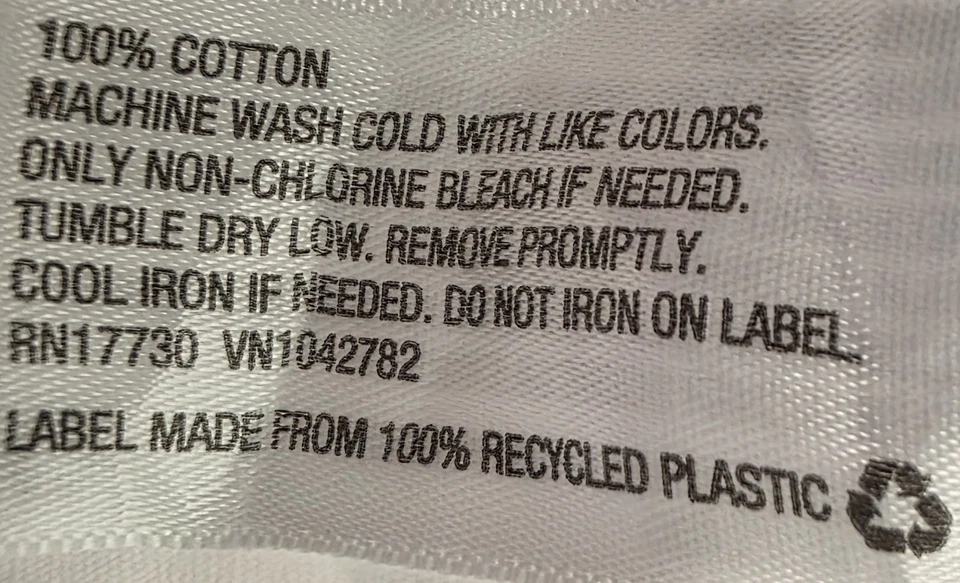 100% COTTON
MACHINE WASH COLD WITH LIKE COLORS.
ONLY NON-CHLORINE BLEACH IF NEEDED.
TUMBLE DRY LOW. REMOVE PROMPTLY.
COOL IRON IF NEEDED. DO NOT IRON ON LABEL.
RN17730 VN1042782
LABEL MADE FROM 100% RECYCLED PLASTIC